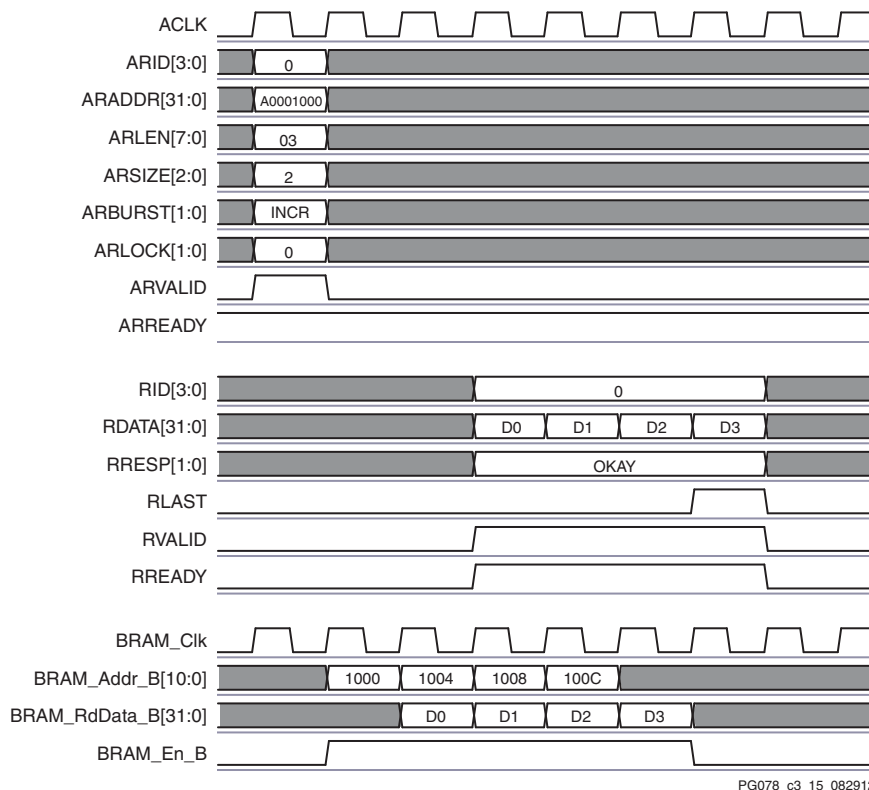 ACLK
ARID[3:0] 0
ARADDR[31:0] A0001000
ARLEN[7:0] 03
ARSIZE[2:0] 2
ARBURST[1:0] INCR
ARLOCK[1:0] 0
ARVALID
ARREADY
RID[3:0] 0
RDATA[31:0] D0 D1 D2 D3
RRESP[1:0] OKAY
RLAST
RVALID
RREADY
BRAM_Clk
BRAM_Addr_B[10:0] 1000 1004 1008 100C
BRAM_RdData_B[31:0] D0 D1 D2 D3
BRAM_En_B
PG078_c3_15_082912